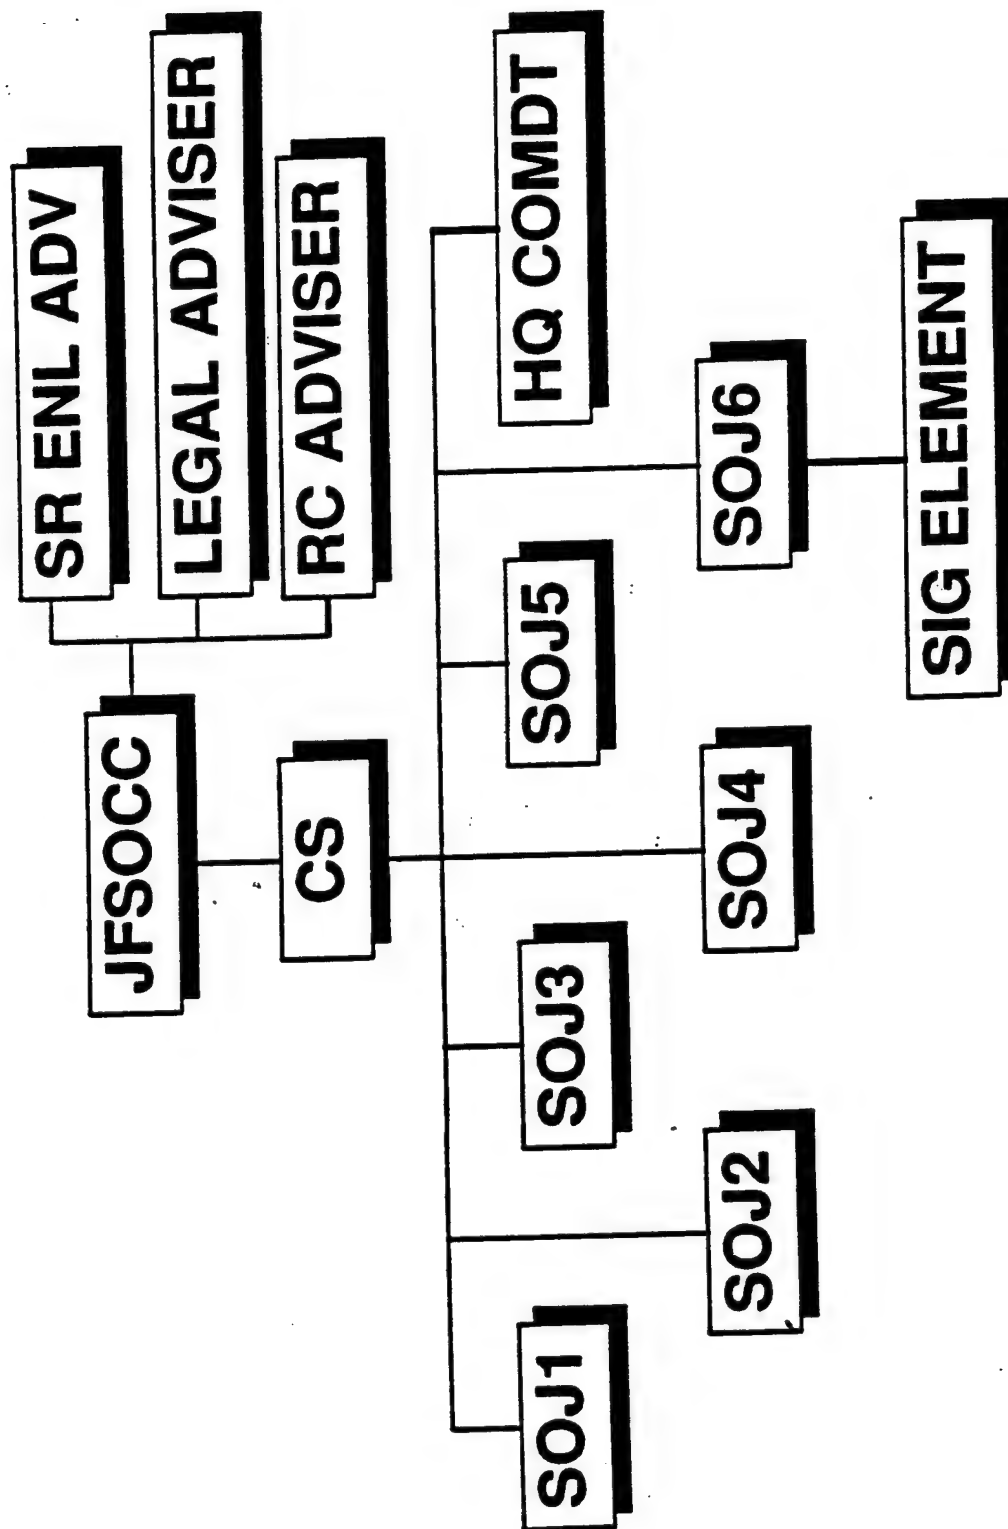 SR ENL ADV
JFSOCC
LEGAL ADVISER
RC ADVISER
CS
SOJ1
SOJ3
SOJ5
HQ COMDT
SOJ2
SOJ4
SOJ6
SIG ELEMENT